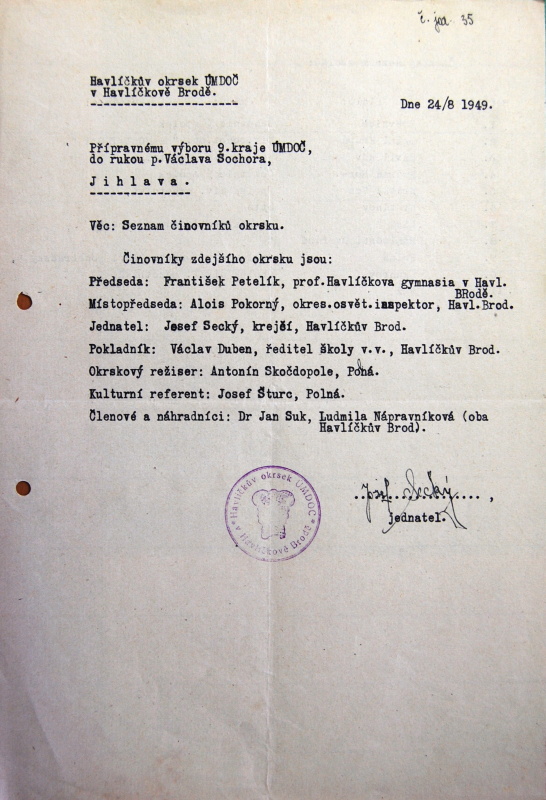 č. jed 35
Havlíčkův okrsek ÚMDOČ
v Havlíčkově Brodě.
Dne 24/8 1949.
Přípravnému výboru 9.kraje ÚMDOČ,
do rukou p.Václava Sochora,
J i h l a v a .
Věc: Seznam činovníků okrsku.
Činovníky zdejšího okrsku jsou:
Předseda: František Petelík, prof.Havlíčkova gymnasia v Havl.
BRodě.
Místopředseda: Alois Pokorný, okres.osvět.inspektor, Havl.Brod.
Jednatel: Josef Secký, krejčí, Havlíčkův Brod.
Pokladník: Václav Duben, ředitel školy v.v., Havlíčkův Brod.
Okrskový režiser: Antonín Skočdopole, Polná.
Kulturní referent: Josef Šturc, Polná.
Členové a náhradníci: Dr Jan Suk, Ludmila Nápravníková (oba
Havlíčkův Brod).
Havlíčkův okrsek ÚMDOČ
v Havlíčkově Brodě
Josef Secký
jednatel.